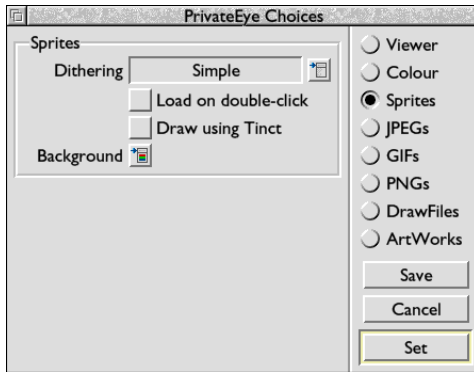 PrivateEye Choices
Sprites
Dithering Simple
Load on double-click
Draw using Tinct
Background
Viewer
Colour
Sprites
JPEGs
GIFs
PNGs
DrawFiles
ArtWorks
Save
Cancel
Set